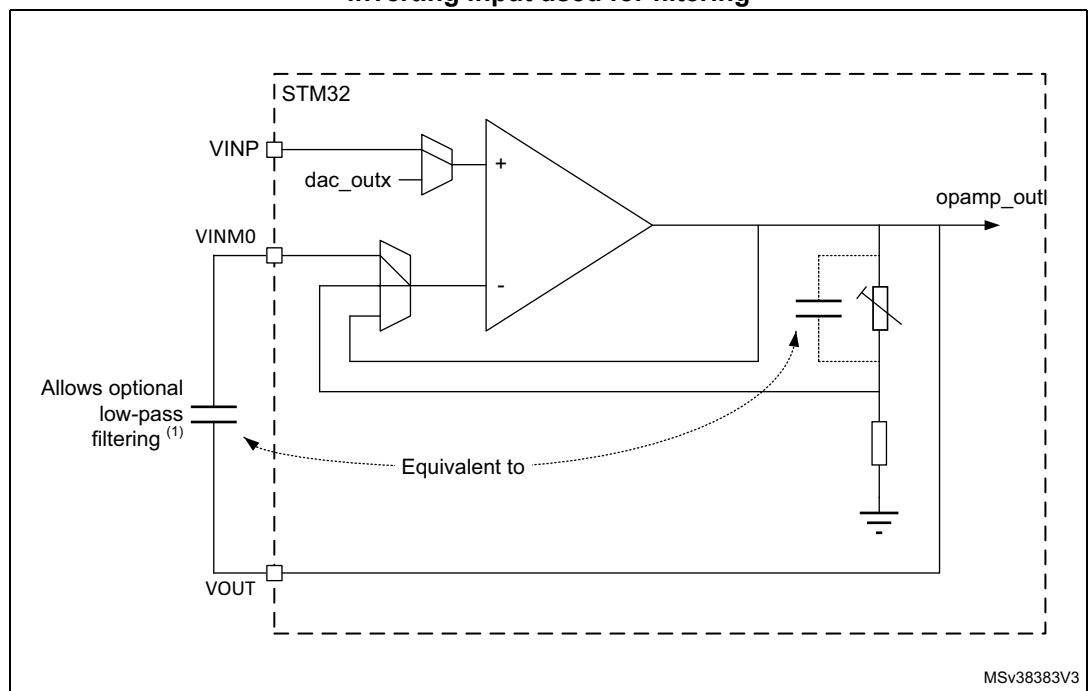 inverting input used for filtering
STM32
VINP
+
dac_outx
opamp_out
VINM0
-
Allows optional
low-pass
filtering (1)
Equivalent to
VOUT
MSv38383V3